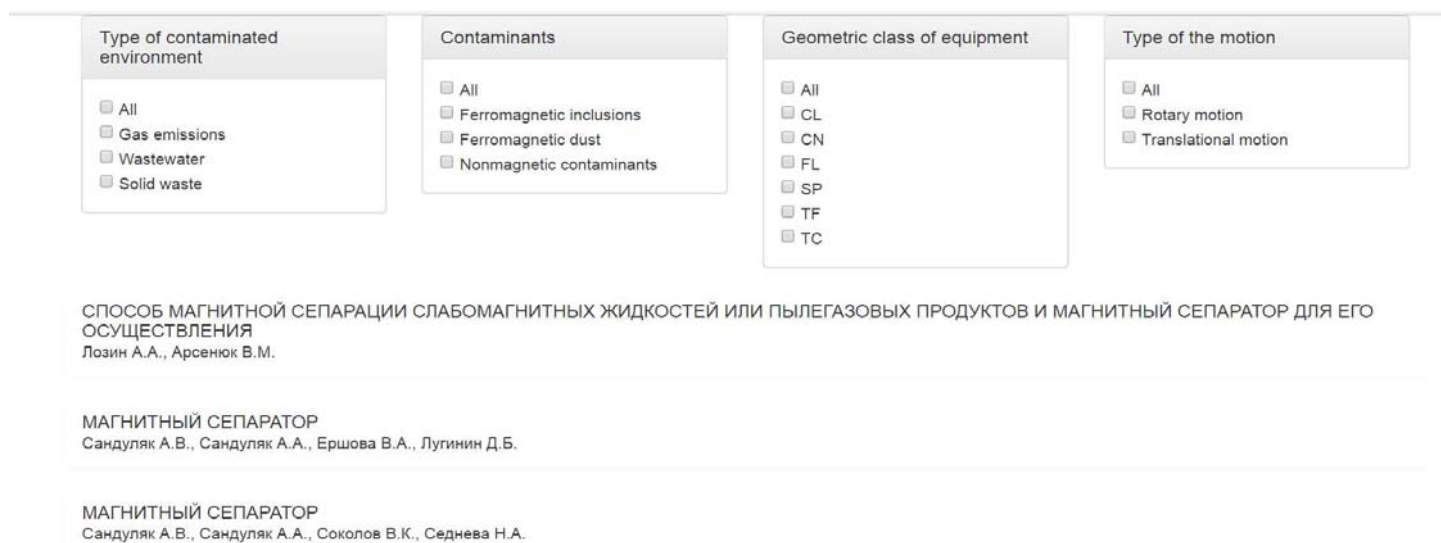 Type of contaminated
environment
All
Gas emissions
Wastewater
Solid waste
Contaminants
All
Ferromagnetic inclusions
Ferromagnetic dust
Nonmagnetic contaminants
Geometric class of equipment
All
CL
CN
FL
SP
TF
TC
Type of the motion
All
Rotary motion
Translational motion
СПОСОБ МАГНИТНОЙ СЕПАРАЦИИ СЛАБОМАГНИТНЫХ ЖИДКОСТЕЙ ИЛИ ПЫЛЕГАЗОВЫХ ПРОДУКТОВ И МАГНИТНЫЙ СЕПАРАТОР ДЛЯ ЕГО
ОСУЩЕСТВЛЕНИЯ
Лозин А.А., Арсенюк В.М.
МАГНИТНЫЙ СЕПАРАТОР
Сандуляк А.В., Сандуляк А.А., Ершова В.А., Лугинин Д.Б.
МАГНИТНЫЙ СЕПАРАТОР
Сандуляк А.В., Сандуляк А.А., Соколов В.К., Седнева Н.А.